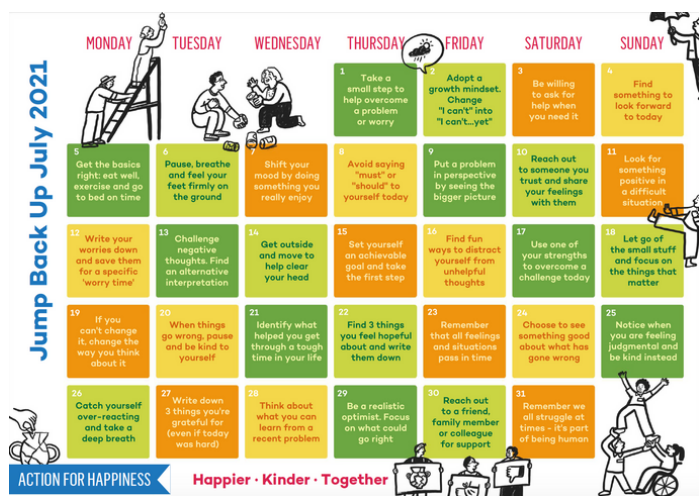 Jump Back Up July 2021
MONDAY TUESDAY WEDNESDAY THURSDAY FRIDAY SATURDAY SUNDAY
1
Take a
small step to
help overcome
a problem
or worry
2
Adopt a
growth mindset.
Change
"I can't" into
"I can't...yet"
3
Be willing
to ask for
help when
you need it
4
Find
something to
look forward
to today
5
Get the basics
right: eat well,
exercise and go
to bed on time
6
Pause, breathe
and feel your
feet firmly on
the ground
7
Shift your
mood by doing
something you
really enjoy
8
Avoid saying
"must" or
"should" to
yourself today
9
Put a problem
in perspective
by seeing the
bigger picture
10
Reach out
to someone you
trust and share
your feelings
with them
11
Look for
something
positive in
a difficult
situation
12
Write your
worries down
and save them
for a specific
'worry time'
13
Challenge
negative
thoughts. Find
an alternative
interpretation
14
Get outside
and move to
help clear
your head
15
Set yourself
an achievable
goal and take
the first step
16
Find fun
ways to distract
yourself from
unhelpful
thoughts
17
Use one of
your strengths
to overcome a
challenge today
18
Let go of
the small stuff
and focus on
the things that
matter
19
If you
can't change
it, change the
way you think
about it
20
When things
go wrong, pause
and be kind to
yourself
21
Identify what
helped you get
through a tough
time in your life
22
Find 3 things
you feel hopeful
about and write
them down
23
Remember
that all feelings
and situations
pass in time
24
Choose to see
something good
about what has
gone wrong
25
Notice when
you are feeling
judgmental and
be kind instead
26
Catch yourself
over-reacting
and take a
deep breath
27
Write down
3 things you're
grateful for
(even if today
was hard)
28
Think about
what you can
learn from a
recent problem
29
Be a realistic
optimist. Focus
on what could
go right
30
Reach out
to a friend,
family member
or colleague
for support
31
Remember we
all struggle at
times - it's part
of being human
ACTION FOR HAPPINESS
Happier · Kinder · Together